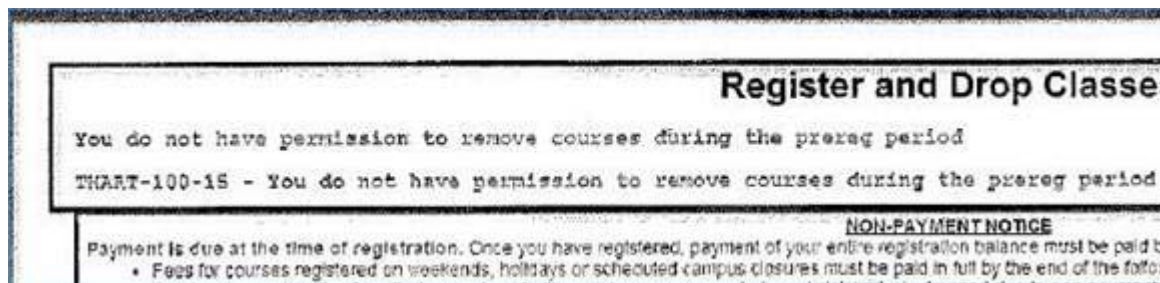 Register and Drop Classe
You do not have permission to remove courses during the prereg period
THART-100-1S - You do not have permission to remove courses during the prereg period
NON-PAYMENT NOTICE
Payment is due at the time of registration. Once you have registered, payment of your entire registration balance must be paid b
• Fees for courses registered on weekends, holidays or scheduled campus closures must be paid in full by the end of the follo